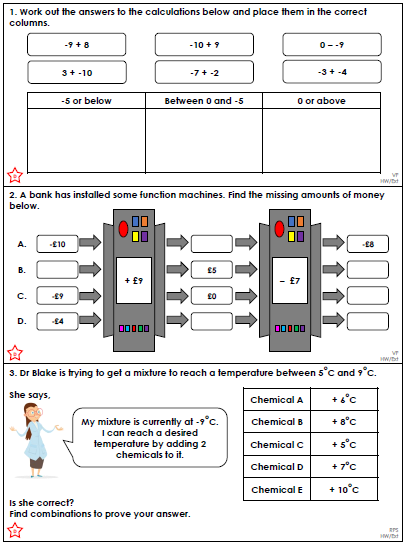 1. Work out the answers to the calculations below and place them in the correct
columns.
-9 + 8
-10 + 9
0 – -9
3 + -10
-7 + -2
-3 + -4
-5 or below
Between 0 and -5
0 or above
D
VF
HW/Ext
2. A bank has installed some function machines. Find the missing amounts of money
below.
A.
-£10
-£8
B.
£5
+ £9
– £7
C.
-£9
£0
D.
-£4
D
VF
HW/Ext
3. Dr Blake is trying to get a mixture to reach a temperature between 5°C and 9°C.
She says,
My mixture is currently at -9°C.
I can reach a desired
temperature by adding 2
chemicals to it.
Chemical A + 6°C
Chemical B + 8°C
Chemical C + 5°C
Chemical D + 7°C
Chemical E + 10°C
Is she correct?
Find combinations to prove your answer.
D
RPS
HW/Ext